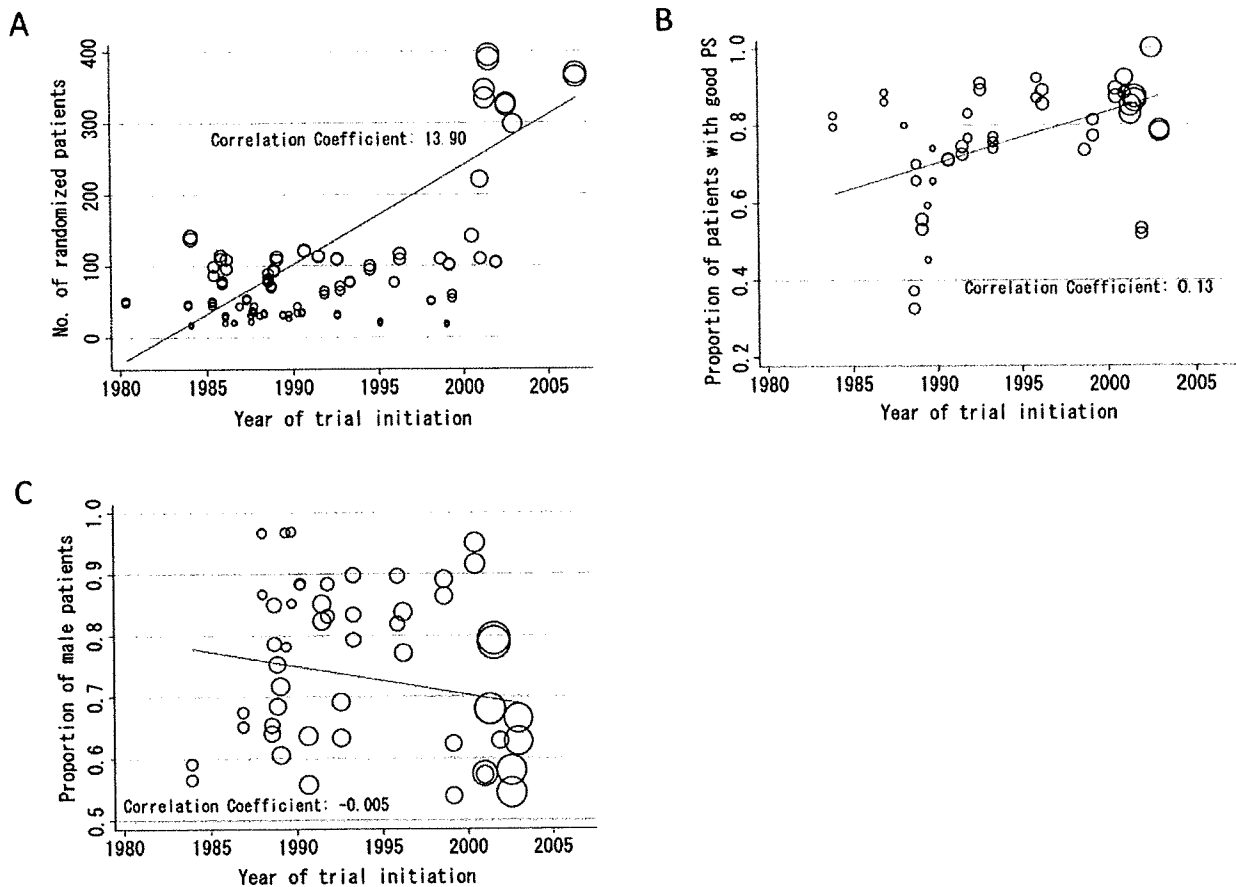 A
No. of randomized patients
400
300
200
100
0
Correlation Coefficient: 13.90
1980 1985 1990 1995 2000 2005
Year of trial initiation
B
Proportion of patients with good PS
1.0
0.8
0.6
0.4
0.2
Correlation Coefficient: 0.13
1980 1985 1990 1995 2000 2005
Year of trial initiation
C
Proportion of male patients
1.0
0.9
0.8
0.7
0.6
0.5
Correlation Coefficient: -0.005
1980 1985 1990 1995 2000 2005
Year of trial initiation